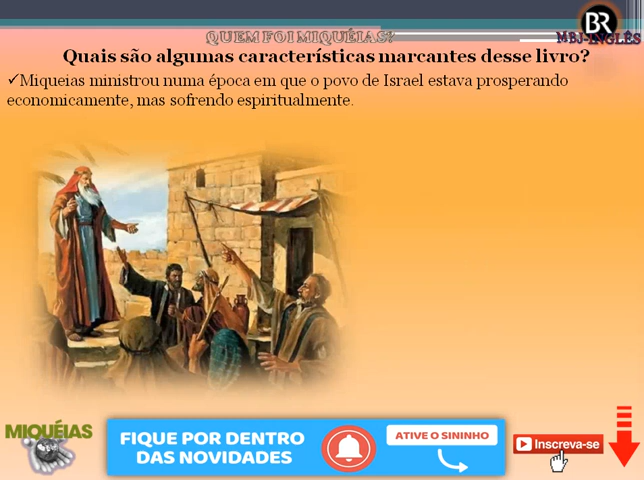 BR
QUEM FOI MIQUÉIAS?
MBJ-INGLÊS
Quais são algumas características marcantes desse livro?
✓Miqueias ministrou numa época em que o povo de Israel estava prosperando
economicamente, mas sofrendo espiritualmente.
MIQUÉIAS
FIQUE POR DENTRO
DAS NOVIDADES
ATIVE O SININHO
Inscreva-se